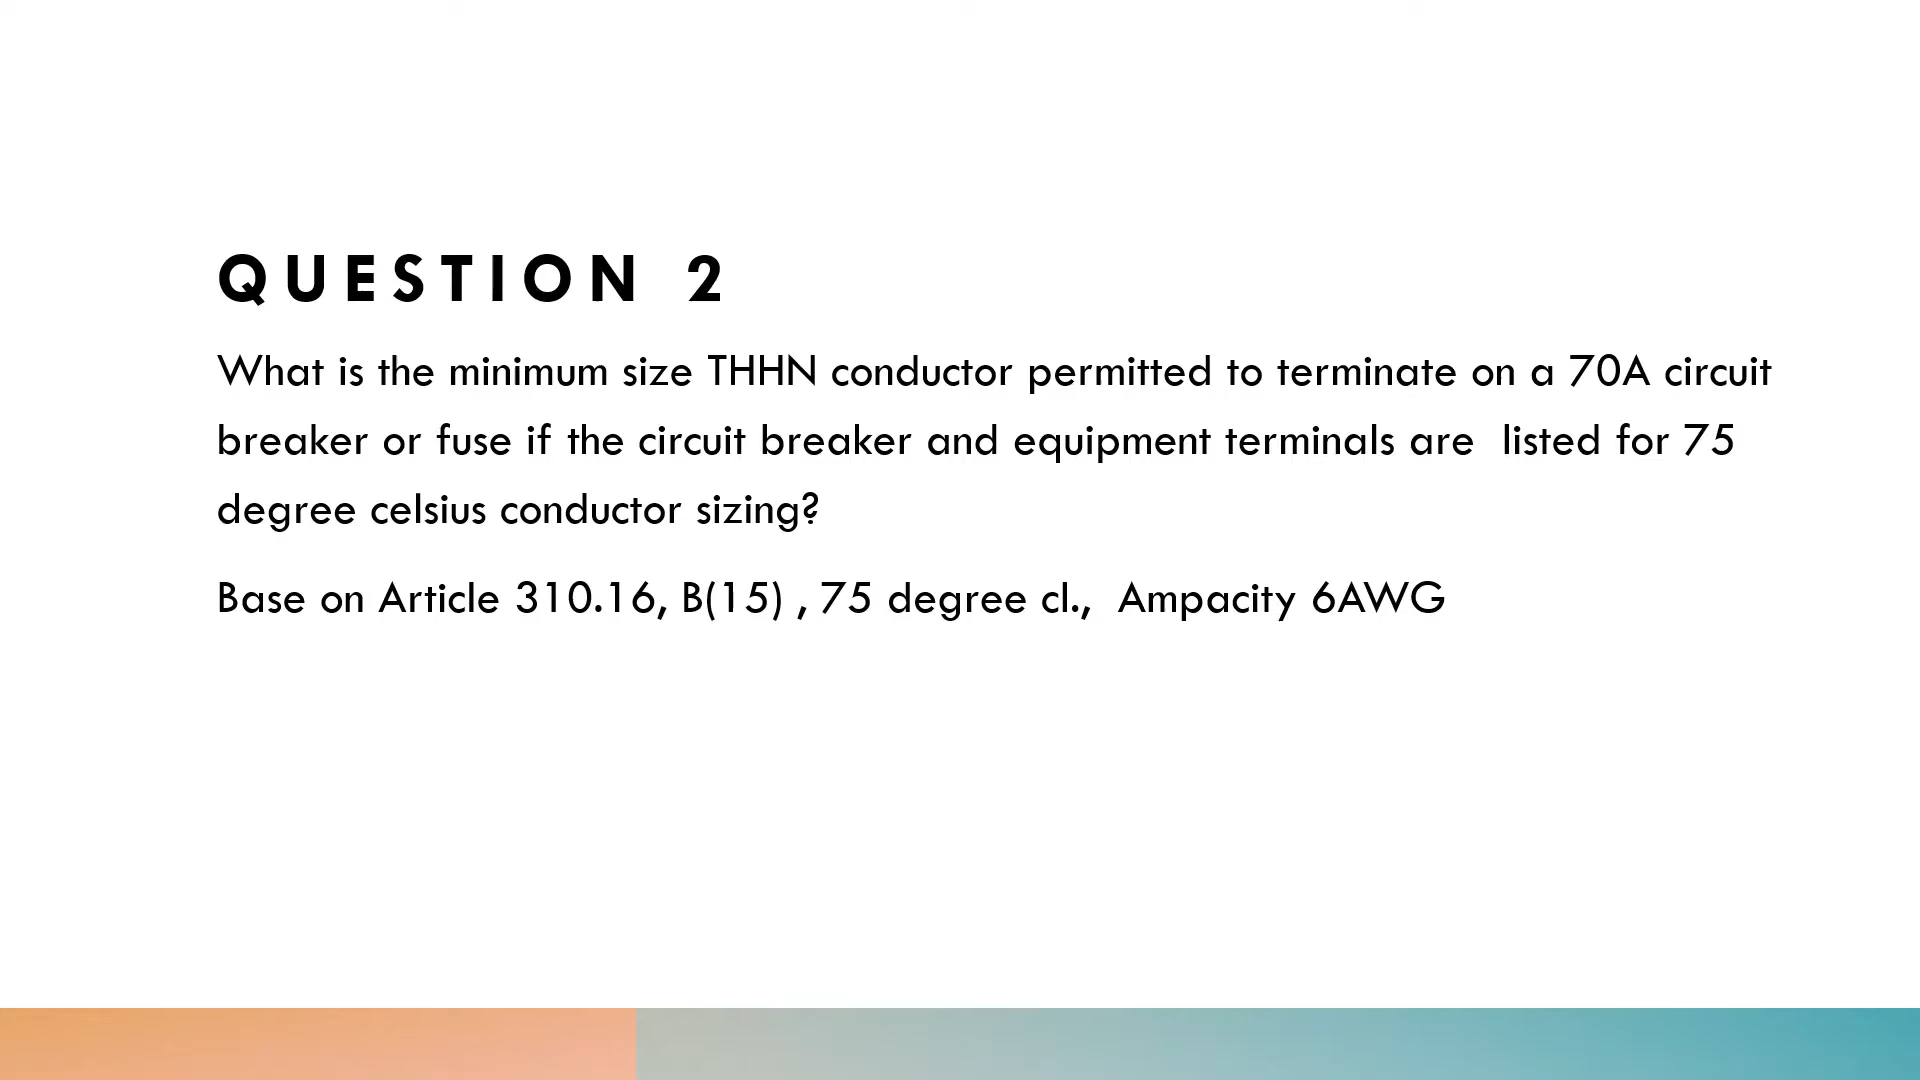 QUESTION 2
What is the minimum size THHN conductor permitted to terminate on a 70A circuit
breaker or fuse if the circuit breaker and equipment terminals are  listed for 75
degree celsius conductor sizing?
Base on Article 310.16, B(15) , 75 degree cl.,  Ampacity 6AWG